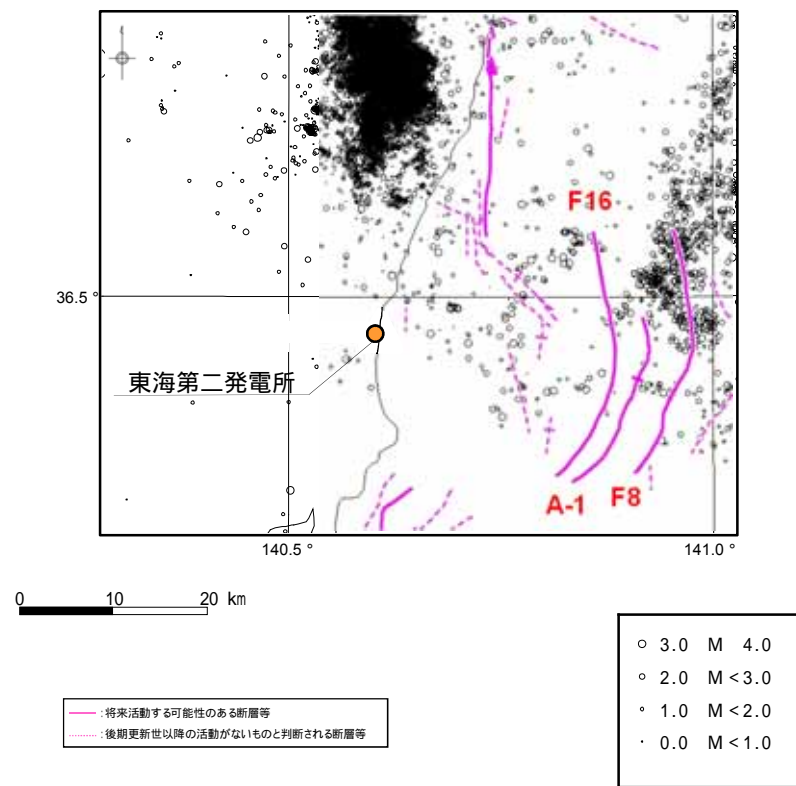 F16
36.5 °
東海第二発電所
A-1
F8
140.5 °
141.0 °
0 10 20 km
3.0 M 4.0
2.0 M <3.0
1.0 M <2.0
0.0 M <1.0
:将来活動する可能性のある断層等
:後期更新世以降の活動がないものと判断される断層等